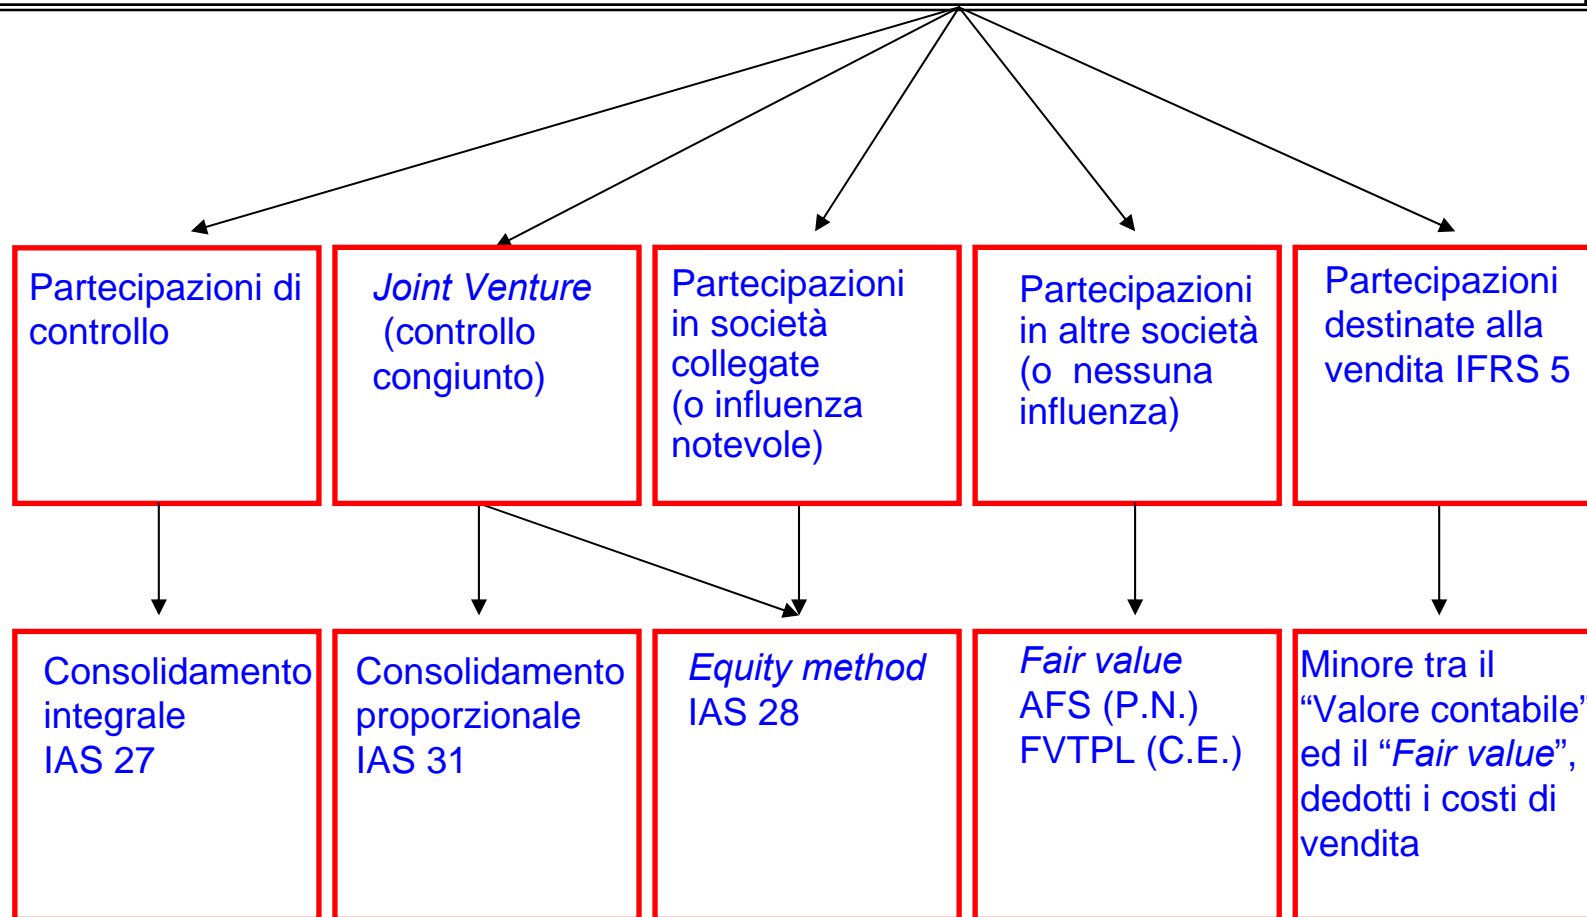 Partecipazioni di
controllo
Joint Venture
(controllo
congiunto)
Partecipazioni
in società
collegate
(o influenza
notevole)
Partecipazioni
in altre società
(o nessuna
influenza)
Partecipazioni
destinate alla
vendita IFRS 5
Consolidamento
integrale
IAS 27
Consolidamento
proporzionale
IAS 31
Equity method
IAS 28
Fair value
AFS (P.N.)
FVTPL (C.E.)
Minore tra il
“Valore contabile”
ed il “Fair value”,
dedotti i costi di
vendita